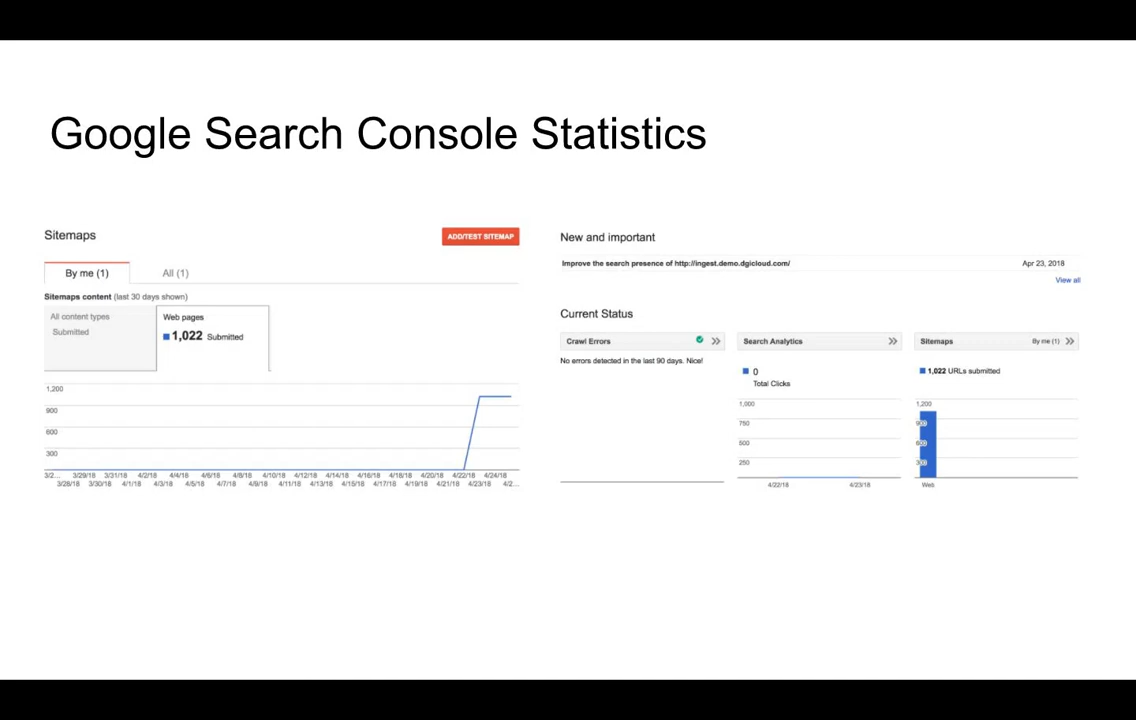 Google Search Console Statistics
Sitemaps
ADD/TEST SITEMAP
By me (1)
All (1)
Sitemaps content (last 30 days shown)
All content types
Submitted
Web pages
1,022 Submitted
1,200
900
600
300
3/2... 3/29/18 3/31/18 4/2/18 4/4/18 4/6/18 4/8/18 4/10/18 4/12/18 4/14/18 4/16/18 4/18/18 4/20/18 4/22/18 4/24/18
3/28/18 3/30/18 4/1/18 4/3/18 4/5/18 4/7/18 4/9/18 4/11/18 4/13/18 4/15/18 4/17/18 4/19/18 4/21/18 4/23/18 4/2...
New and important
Improve the search presence of http://ingest.demo.dgicloud.com/ Apr 23, 2018
View all
Current Status
Crawl Errors
No errors detected in the last 90 days. Nice!
Search Analytics
0
Total Clicks
1,000
750
500
250
4/22/18 4/23/18
Sitemaps By me (1)
1,022 URLs submitted
1,200
900
600
300
Web